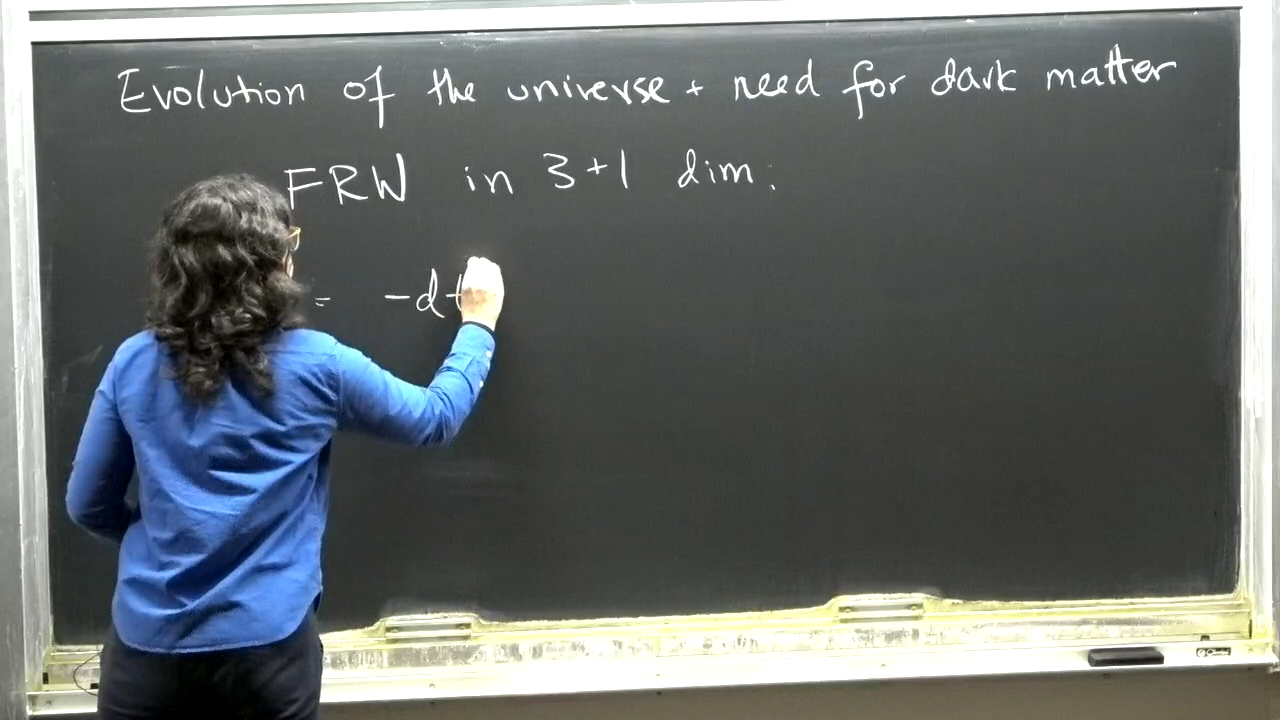 Evolution of the universe + need for dark matter
FRW in 3+1 dim:
= -dt